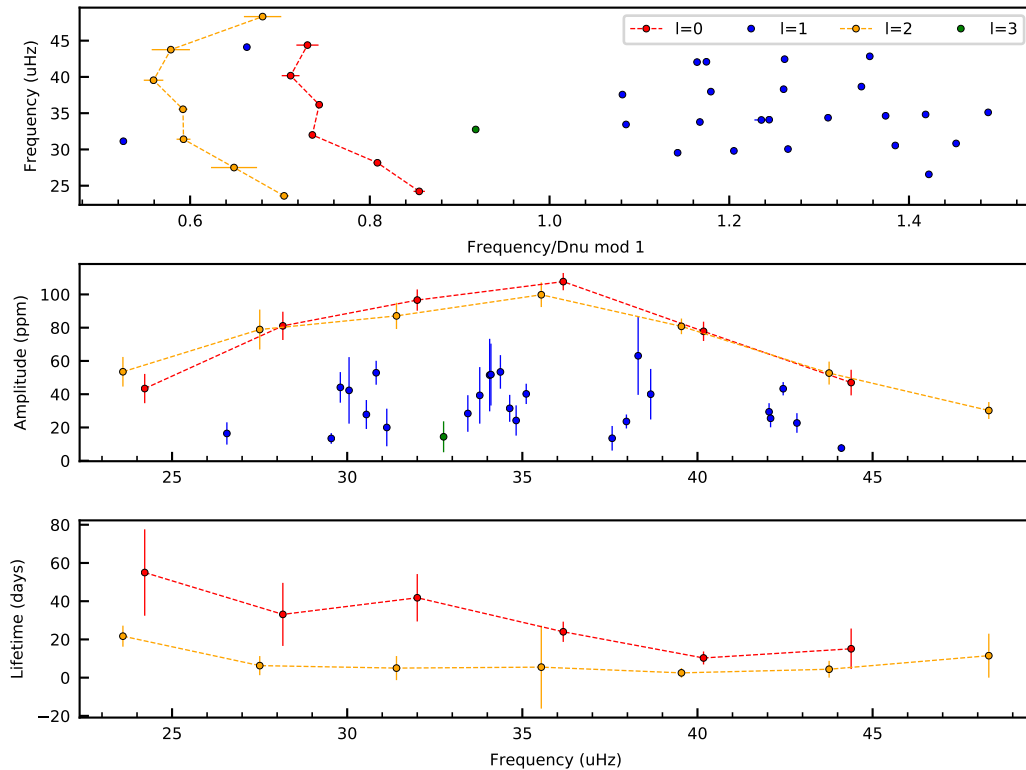 l=0 l=1 l=2 l=3
45
40
35
30
25
Frequency (uHz)
0.6 0.8 1.0 1.2 1.4
Frequency/Dnu mod 1
100
80
60
40
20
0
Amplitude (ppm)
25 30 35 40 45
80
60
40
20
0
−20
Lifetime (days)
25 30 35 40 45
Frequency (uHz)